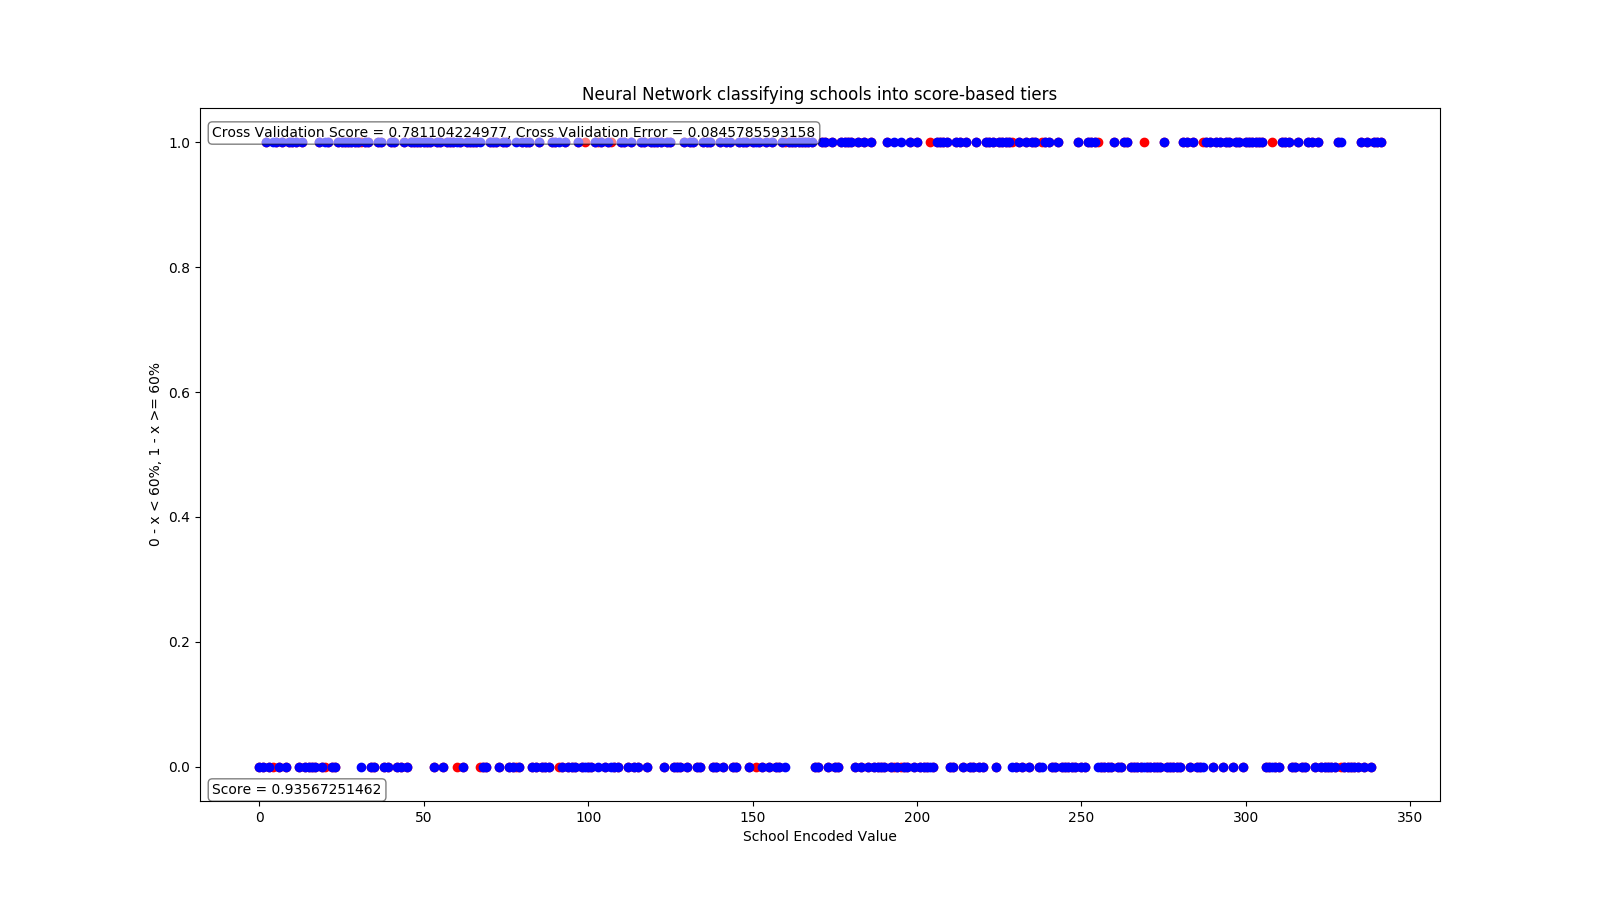 Neural Network classifying schools into score-based tiers
Cross Validation Score = 0.781104224977, Cross Validation Error = 0.0845785593158
1.0
0.8
0.6
0.4
0.2
0.0
0 - x < 60%, 1 - x >= 60%
Score = 0.93567251462
0 50 100 150 200 250 300 350
School Encoded Value